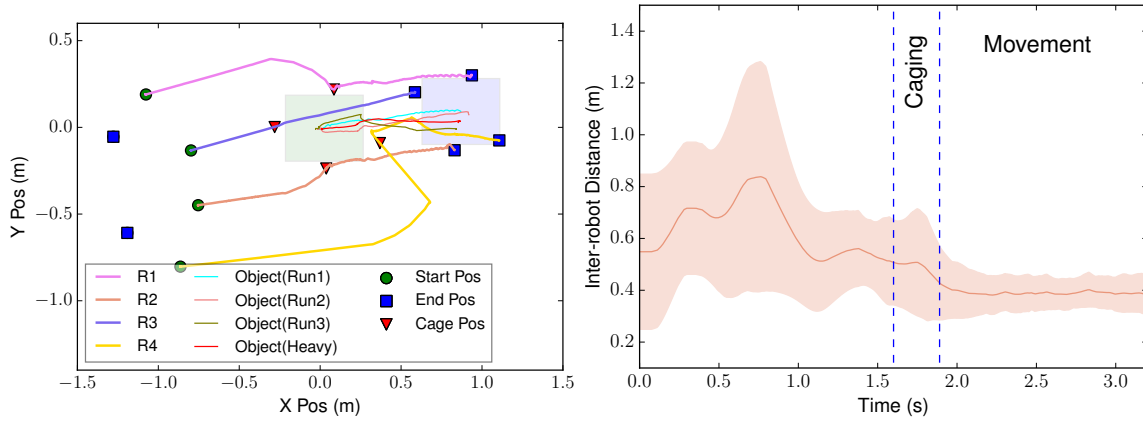 0.5
0.0
−0.5
−1.0
Y Pos (m)
R1
R2
R3
R4
Object(Run1)
Object(Run2)
Object(Run3)
Object(Heavy)
Start Pos
End Pos
Cage Pos
−1.5
−1.0
−0.5
0.0
0.5
1.0
1.5
X Pos (m)
1.4
1.2
1.0
0.8
0.6
0.4
0.2
Inter-robot Distance (m)
Caging
Movement
0.0
0.5
1.0
1.5
2.0
2.5
3.0
Time (s)